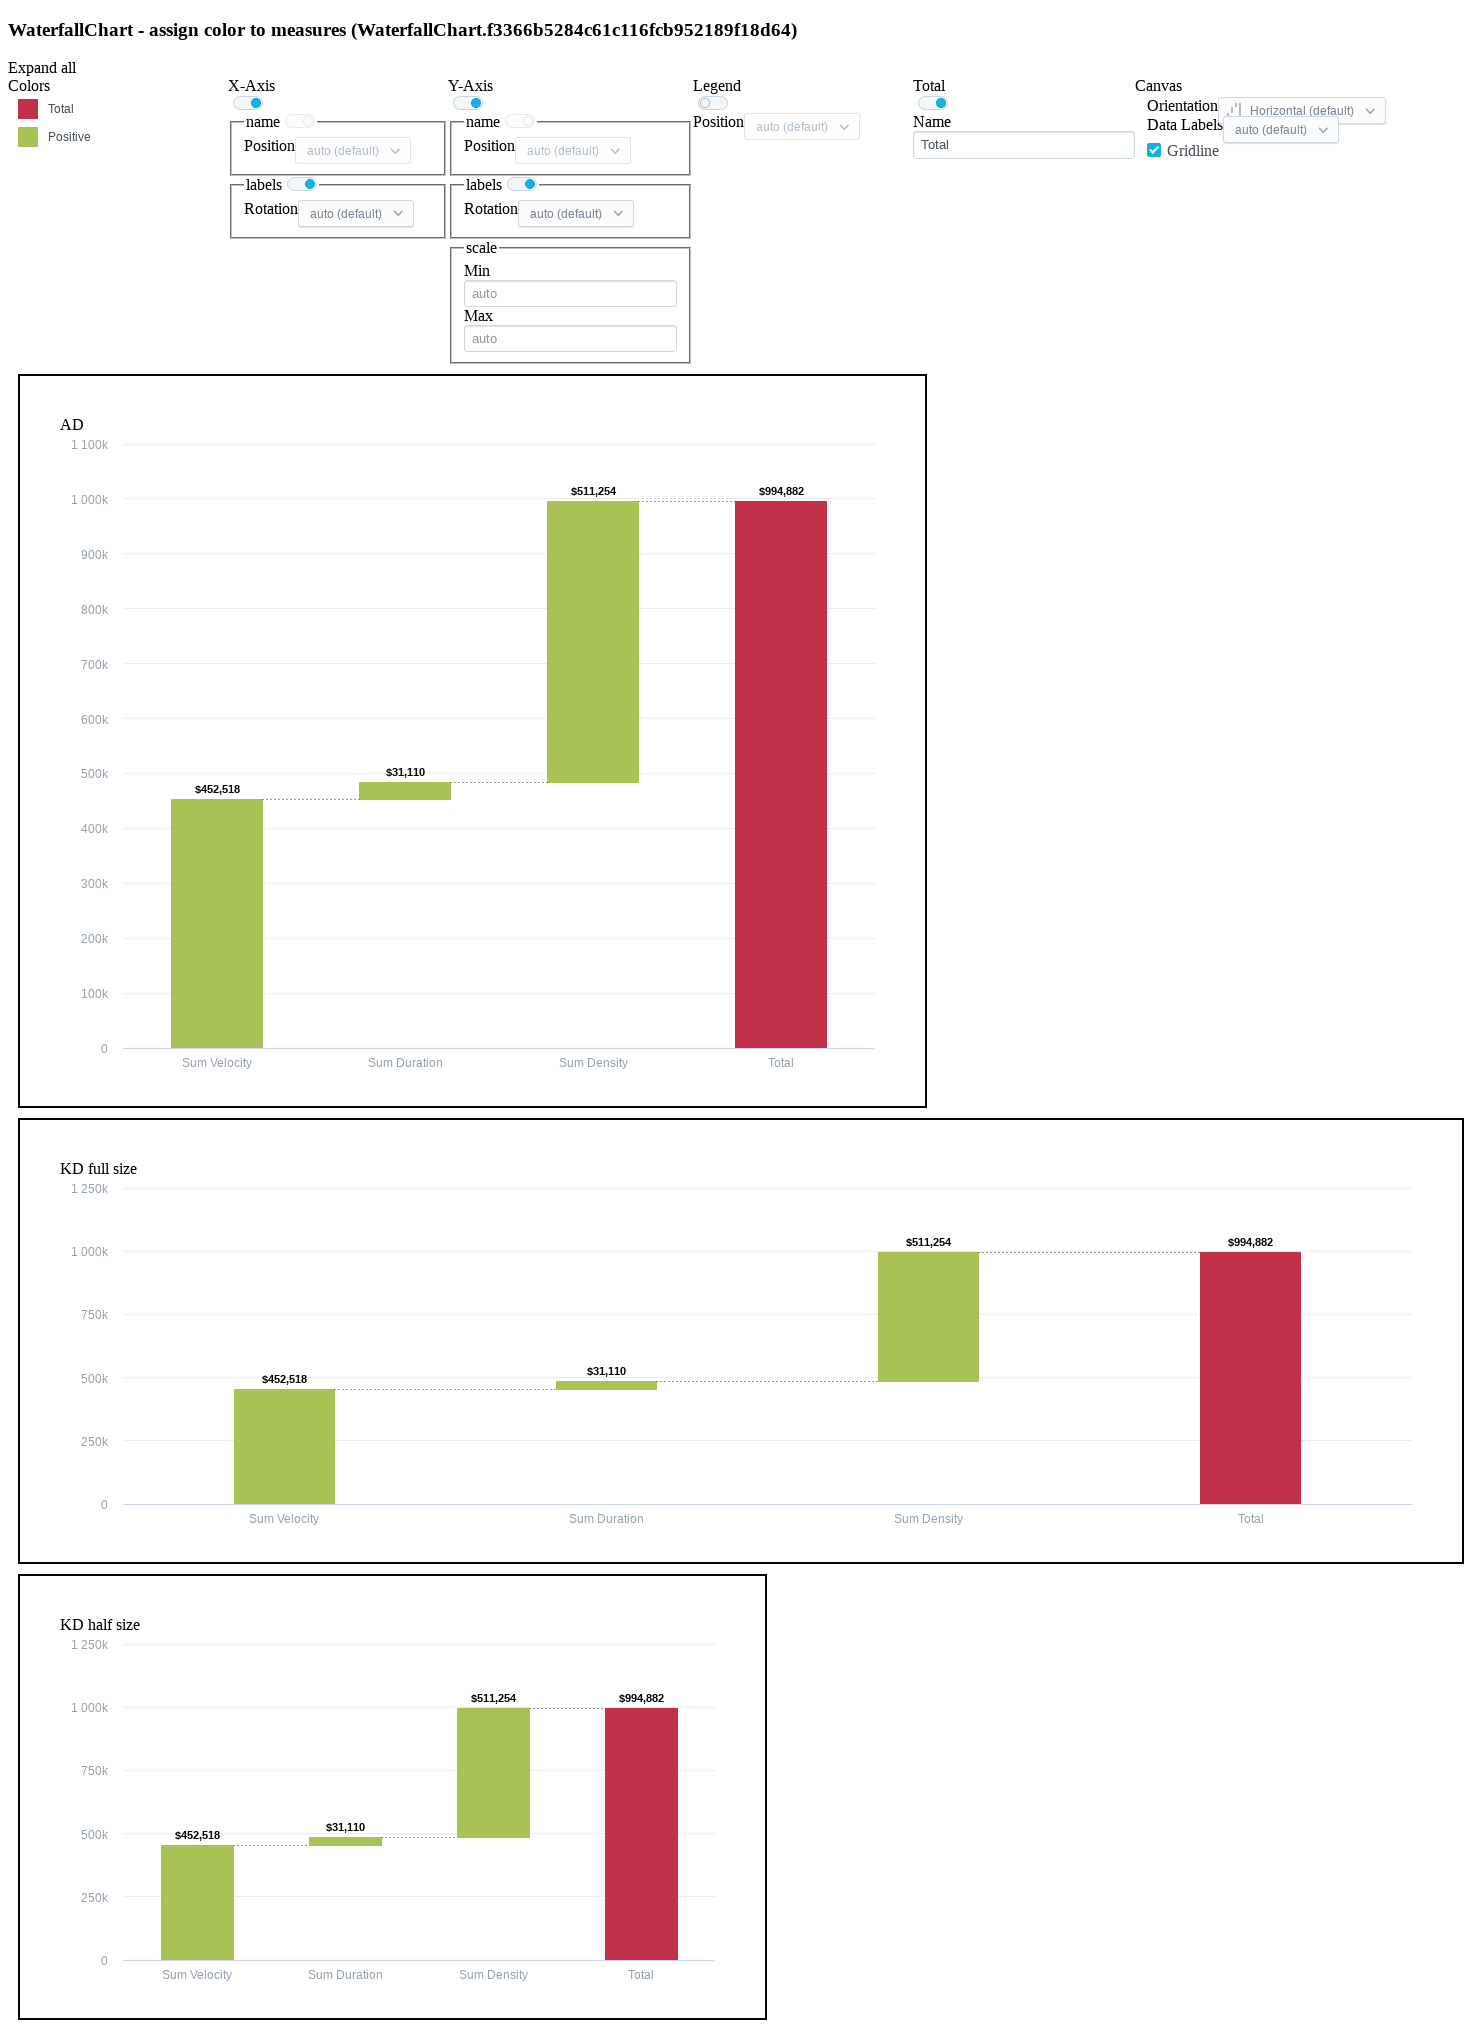 WaterfallChart - assign color to measures (WaterfallChart.f3366b5284c61c116fcb952189f18d64)
Expand all
Colors
Total
Positive
X-Axis
name
Position auto (default)
labels
Rotation auto (default)
Y-Axis
name
Position auto (default)
labels
Rotation auto (default)
scale
Min
auto
Max
auto
Legend
Position auto (default)
Total
Name
Total
Canvas
Orientation Horizontal (default)
Data Labels auto (default)
Gridline
AD
1 100k
1 000k
900k
800k
700k
600k
500k
400k
300k
200k
100k
0
$452,518
$31,110
$511,254
$994,882
Sum Velocity
Sum Duration
Sum Density
Total
KD full size
1 250k
1 000k
750k
500k
250k
0
$452,518
$31,110
$511,254
$994,882
Sum Velocity
Sum Duration
Sum Density
Total
KD half size
1 250k
1 000k
750k
500k
250k
0
$452,518
$31,110
$511,254
$994,882
Sum Velocity
Sum Duration
Sum Density
Total